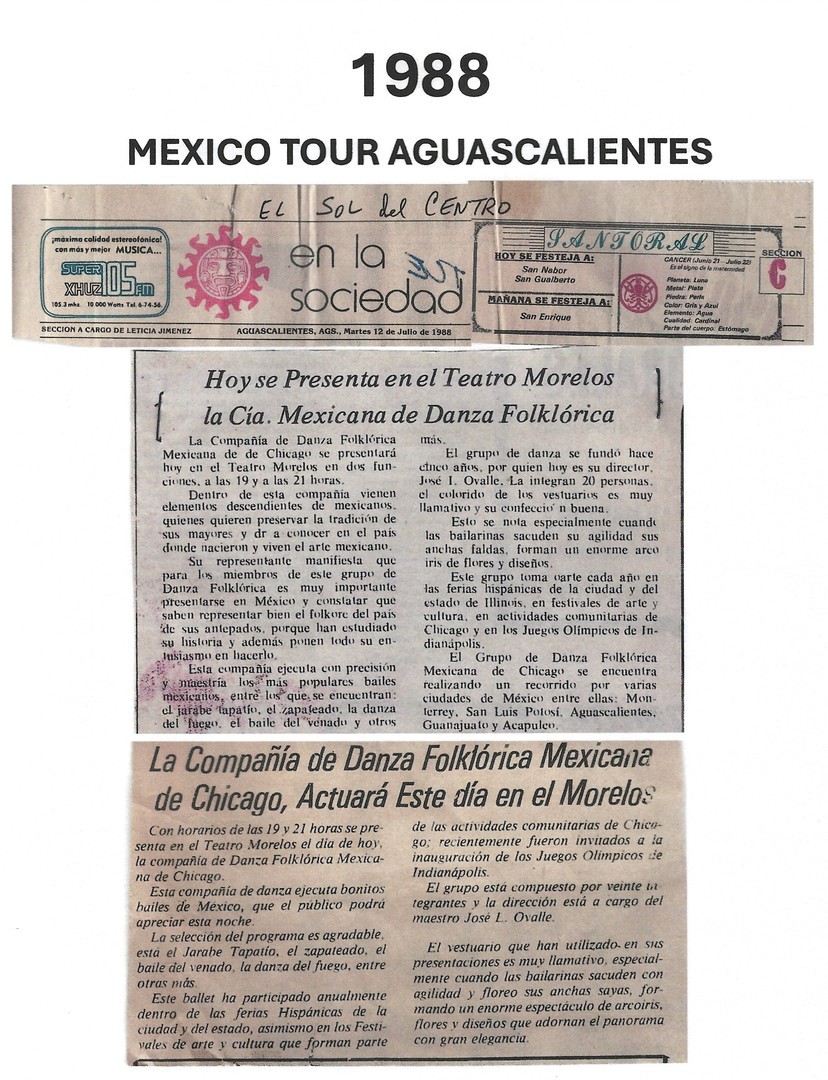 1988
MEXICO TOUR AGUASCALIENTES
EL SOL del CENTRO
¡máxima calidad estereofónica!
con más y mejor MUSICA...
SUPER 105 FM
XHUZ
105.3 mhz. 10 000 Watts Tel. 6-74-56.
en la
sociedad
SANTORAL
HOY SE FESTEJA A:
San Nabor
San Gualberto
MAÑANA SE FESTEJA A:
San Enrique
CANCER (Junio 21 - Julio 22)
Es el signo de la maternidad
Planeta: Luna
Metal: Plata
Piedra: Perla
Color: Gris y Azul
Elemento: Agua
Cualidad: Cardinal
Parte del cuerpo: Estómago
SECCION
C
SECCION A CARGO DE LETICIA JIMENEZ
AGUASCALIENTES, AGS., Martes 12 de Julio de 1988
Hoy se Presenta en el Teatro Morelos
la Cía. Mexicana de Danza Folklórica
La Compañía de Danza Folklórica
Mexicana de de Chicago se presentará
hoy en el Teatro Morelos en dos fun-
ciones, a las 19 y a las 21 horas.
Dentro de esta compañía vienen
elementos descendientes de mexicanos,
quienes quieren preservar la tradición de
sus mayores y dr a conocer en el país
donde nacieron y viven el arte mexicano.
Su representante manifiesta que
para los miembros de este grupo de
Danza Folklórica es muy importante
presentarse en México y constatar que
saben representar bien el folkorc del país
de sus antepados, porque han estudiado
su historia y además ponen todo su en-
tusiasmo en hacerlo.
Esta compañía ejecuta con precisión
y maestría los más populares bailes
mexicanos, entre los que se encuentran:
el jarabe tapatío, el zapateado, la danza
del fuego, el baile del venado y otros
más.
El grupo de danza se fundó hace
cinco años, por quien hoy es su director,
José I. Ovalle. La integran 20 personas,
el colorido de los vestuarios es muy
llamativo y su confecció n buena.
Esto se nota especialmente cuand
las bailarinas sacuden su agilidad sus
anchas faldas, forman un enorme arco
iris de flores y diseños.
Este grupo toma oarte cada año en
las ferias hispánicas de la ciudad y del
estado de Illinois, en festivales de arte y
cultura, en actividades comunitarias de
Chicago y en los Juegos Olímpicos de In-
dianápolis.
El Grupo de Danza Folklórica
Mexicana de Chicago se encuentra
realizando un recorrido por varias
ciudades de México entre ellas: Mon-
terrey, San Luis Potosí, Aguascalientes,
Guanajuato y Acapulco.
La Compañía de Danza Folklórica Mexicana
de Chicago, Actuará Este día en el Morelos
Con horarios de las 19 y 21 horas se pre-
senta en el Teatro Morelos el día de hoy,
la compañía de Danza Folklórica Mexica-
na de Chicago.
Esta compañía de danza ejecuta bonitos
bailes de México, que el público podrá
apreciar esta noche.
La selección del programa es agradable,
está el Jarabe Tapatío, el zapateado, el
baile del venado, la danza del fuego, entre
otras más.
Este ballet ha participado anualmente
dentro de las ferias Hispánicas de la
ciudad y del estado, asimismo en los Festi-
vales de arte y cultura que forman parte
de las actividades comunitarias de Chica-
go; recientemente fueron invitados a la
inauguración de los Juegos Olímpicos de
Indianápolis.
El grupo está compuesto por veinte in-
tegrantes y la dirección está a cargo del
maestro José L. Ovalle.
El vestuario que han utilizado en sus
presentaciones es muy llamativo, especial-
mente cuando las bailarinas sacuden con
agilidad y floreo sus anchas sayas, for-
mando un enorme espectáculo de arcoiris,
flores y diseños que adornan el panorama
con gran elegancia.